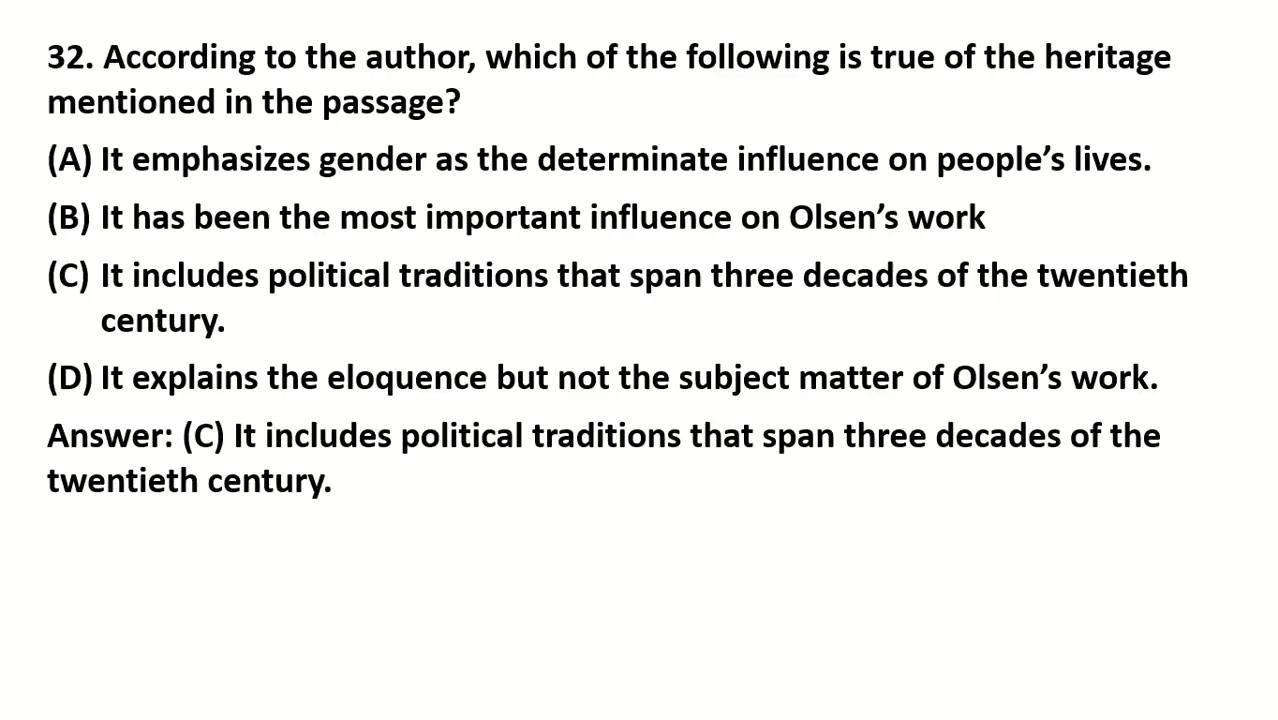 32. According to the author, which of the following is true of the heritage
mentioned in the passage?
(A) It emphasizes gender as the determinate influence on people’s lives.
(B) It has been the most important influence on Olsen’s work
(C) It includes political traditions that span three decades of the twentieth
century.
(D) It explains the eloquence but not the subject matter of Olsen’s work.
Answer: (C) It includes political traditions that span three decades of the
twentieth century.